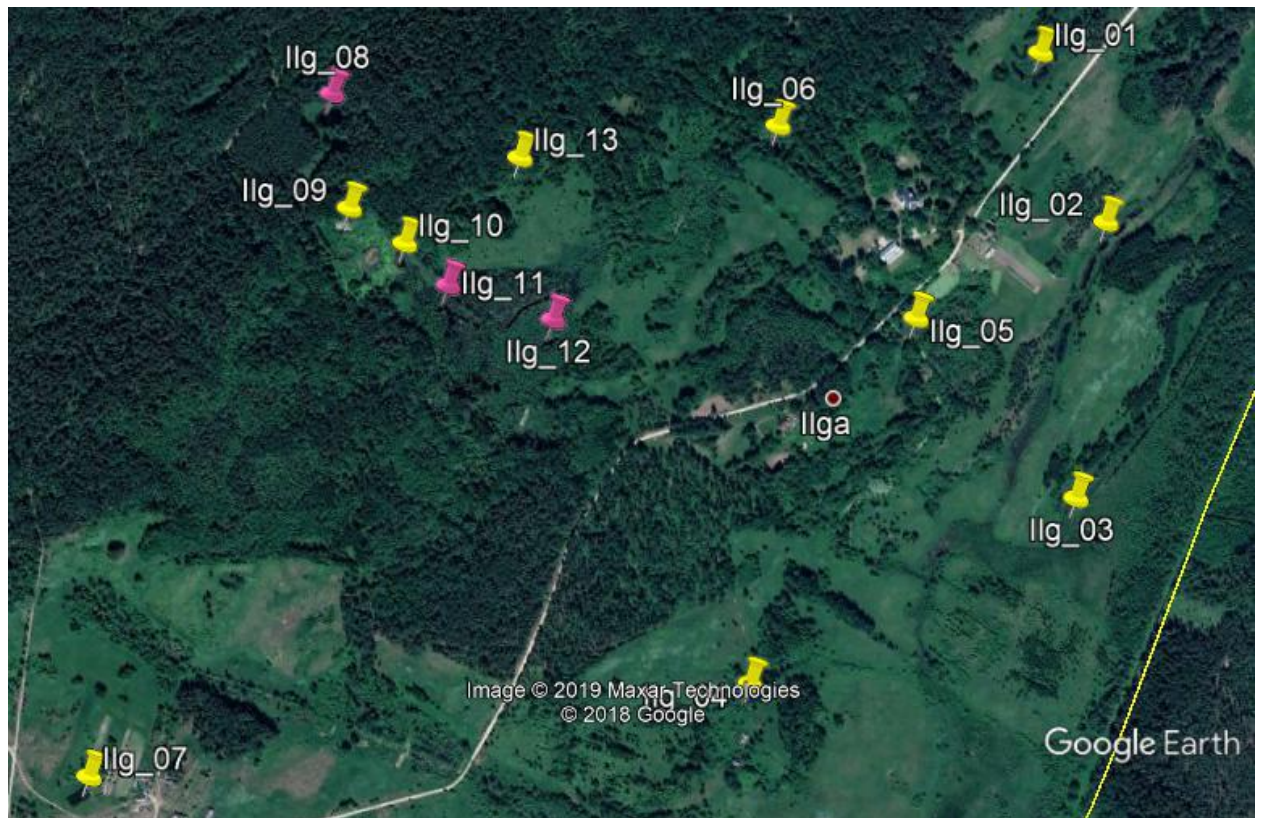 Ilg_01
Ilg_08
Ilg_06
Ilg_13
Ilg_09
Ilg_02
Ilg_10
Ilg_11
Ilg_05
Ilg_12
Ilga
Ilg_03
Image © 2019 Maxar Technologies
Ilg_04
© 2018 Google
Google Earth
Ilg_07